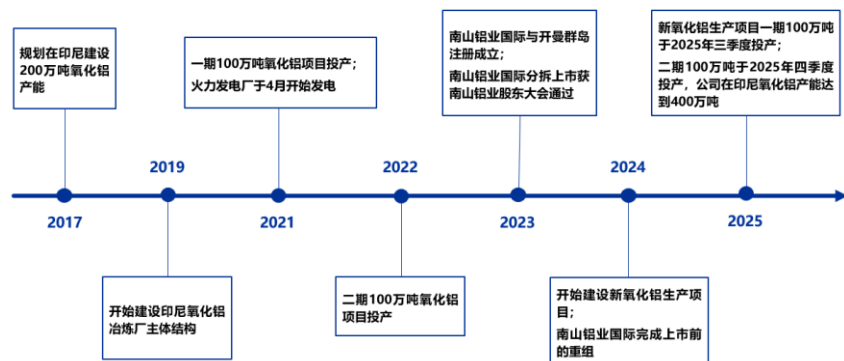 规划在印尼建设
200万吨氧化铝
产能
一期100万吨氧化铝项目投产；
火力发电厂于4月开始发电
南山铝业国际与开曼群岛
注册成立；
南山铝业国际分拆上市获
南山铝业股东大会通过
新氧化铝生产项目一期100万吨
于2025年三季度投产；
二期100万吨于2025年四季度
投产，公司在印尼氧化铝产能达
到400万吨
2019
2022
2024
2017
2021
2023
2025
开始建设印尼氧化铝
冶炼厂主体结构
二期100万吨氧化铝
项目投产
开始建设新氧化铝生产项
目；
南山铝业国际完成上市前
的重组